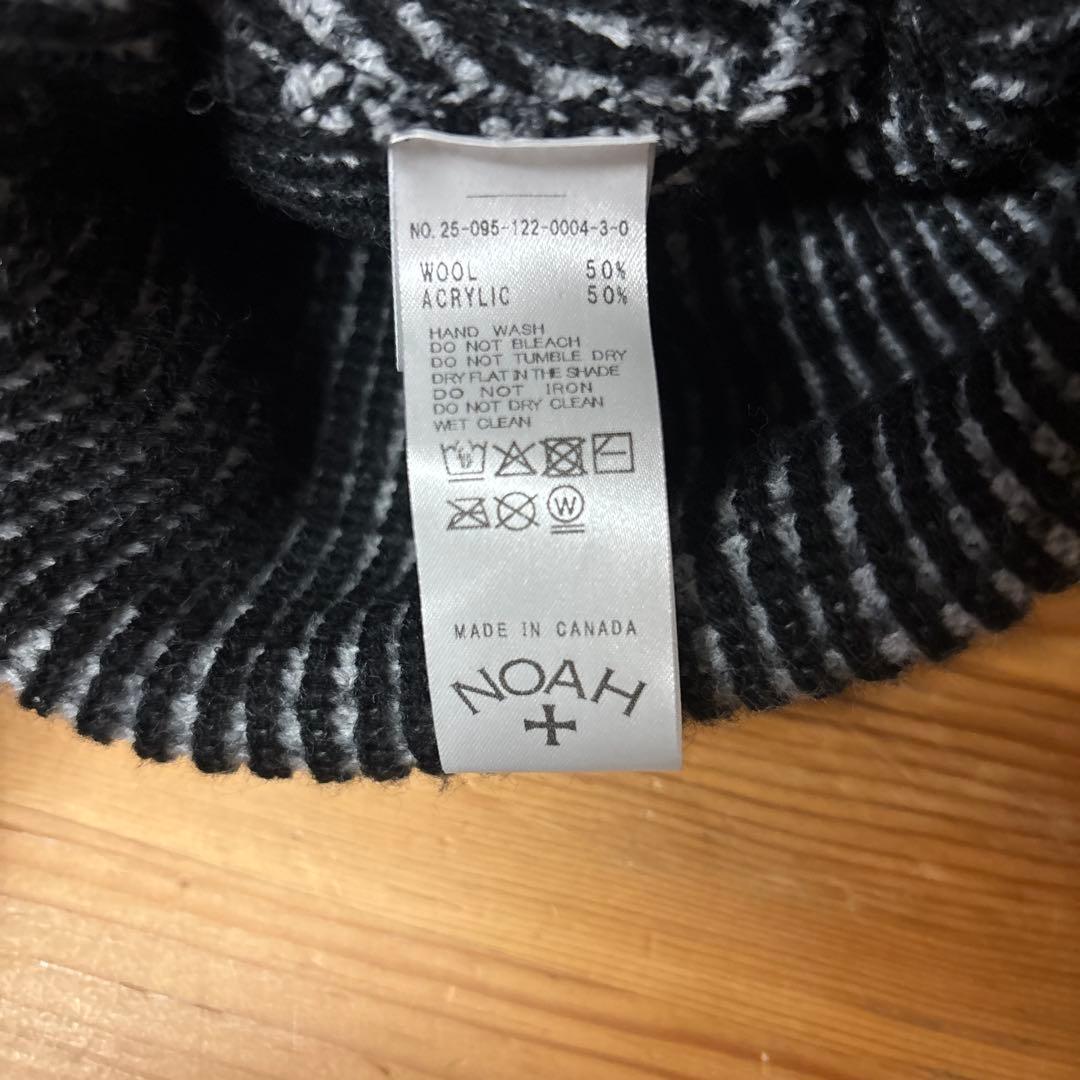 NO. 25-095-122-0004-3-0
WOOL 50%
ACRYLIC 50%
HAND WASH
DO NOT BLEACH
DO NOT TUMBLE DRY
DRY FLAT IN THE SHADE
DO NOT IRON
DO NOT DRY CLEAN
WET CLEAN
W
MADE IN CANADA
NOAH